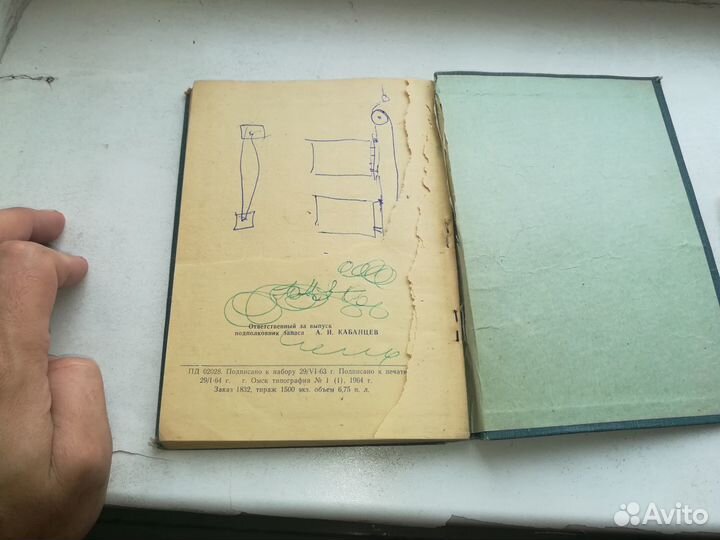 Ответственный за выпуск
подполковник запаса А. И. КАБАНЦЕВ
ПД 02028. Подписано к набору 29/VI-63 г. Подписано к печати
29/I-64 г. г. Омск типография № 1 (1), 1964 г.
Заказ 1832, тираж 1500 экз. объем 6,75 п. л.
Avito